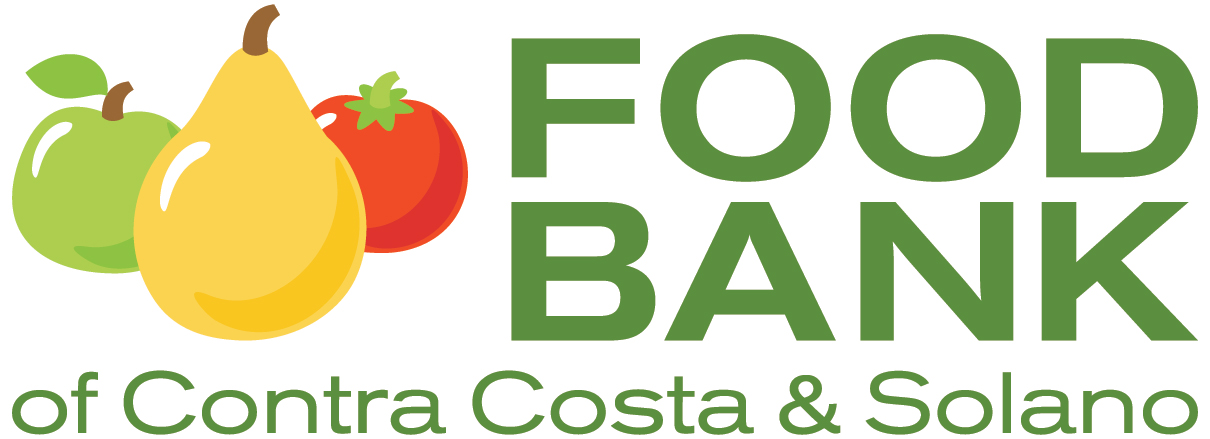 FOOD
BANK
of Contra Costa & Solano